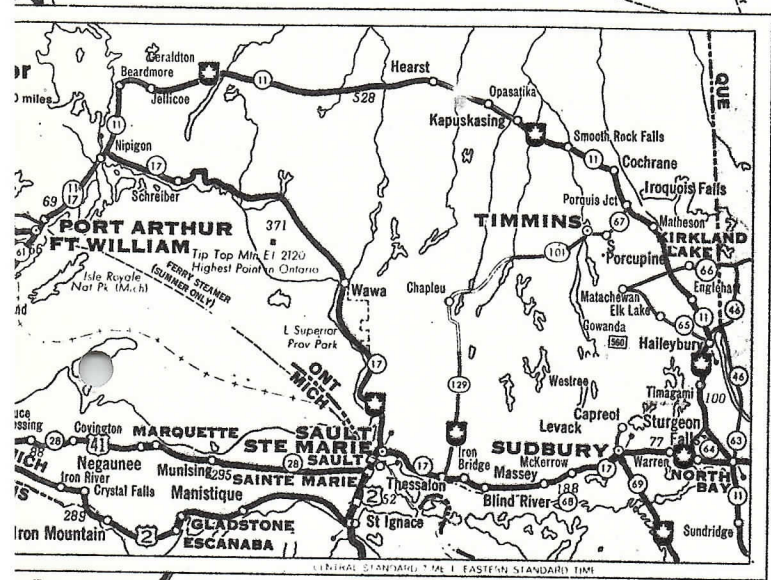 Geraldton
Beardmore
11
Hearst
Jellicoe
528
Opasatika
QUE
0 miles
Kapuskasing
11
Smooth Rock Falls
Nipigon
17
11
Cochrane
Schreiber
Iroquois Falls
11
17
69
Porquis Jct
TIMMINS
67
Matheson
PORT ARTHUR
371
KIRKLAND
FT WILLIAM
S Porcupine
LAKE
61
Tip Top Mtn El 2120
101
66
Highest Point in Ontario
Isle Royale
Nat Pk (Mich)
FERRY STEAMER
(SUMMER ONLY)
Wawa
Chapleu
Englehart
Matachewan
Elk Lake
11
46
L Superior
Prov Park
Gowanda
65
560
Haileybury
17
ONT
MICH
129
Westree
46
Timagami
100
Capreol
Covington
MARQUETTE
SAULT
Levack
Sturgeon
Falls
28
41
STE MARIE
SUDBURY
77
88
Negaunee
SAULT
17
Iron
Bridge
McKerrow
Warren
64
63
MICH
Munising
295
28
SAINTE MARIE
Thessalon
Massey
17
NORTH
BAY
Iron River
Crystal Falls
Manistique
2
52
Blind River
188
68
69
11
289
GLADSTONE
St Ignace
Sundridge
Iron Mountain
2
ESCANABA
CENTRAL STANDARD TIME | EASTERN STANDARD TIME